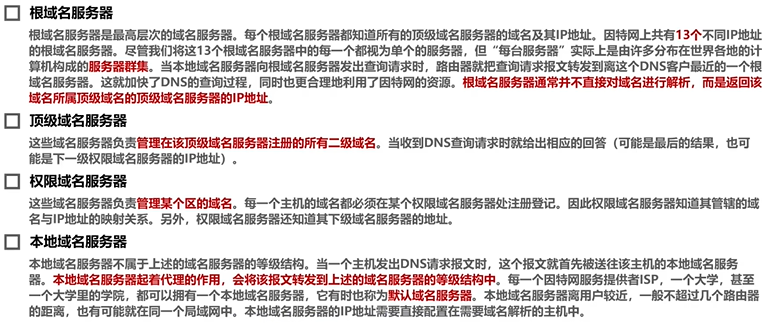 根域名服务器
根域名服务器是最高层次的域名服务器。每个根域名服务器都知道所有的顶级域名服务器的域名及其IP地址。因特网上共有13个不同IP地址
的根域名服务器。尽管我们将这13个根域名服务器中的每一个都视为单个的服务器，但“每台服务器”实际上是由许多分布在世界各地的计
算机构成的服务器群集。当本地域名服务器向根域名服务器发出查询请求时，路由器就把查询请求报文转发到离这个DNS客户最近的一个根
域名服务器。这就加快了DNS的查询过程，同时也更合理地利用了因特网的资源。根域名服务器通常并不直接对域名进行解析，而是返回该
域名所属顶级域名的顶级域名服务器的IP地址。
顶级域名服务器
这些域名服务器负责管理在该顶级域名服务器注册的所有二级域名。当收到DNS查询请求时就给出相应的回答（可能是最后的结果，也可
能是下一级权限域名服务器的IP地址）。
权限域名服务器
这些域名服务器负责管理某个区的域名。每一个主机的域名都必须在某个权限域名服务器处注册登记。因此权限域名服务器知道其管辖的域
名与IP地址的映射关系。另外，权限域名服务器还知道其下级域名服务器的地址。
本地域名服务器
本地域名服务器不属于上述的域名服务器的等级结构。当一个主机发出DNS请求报文时，这个报文就首先被送往该主机的本地域名服务
器。本地域名服务器起着代理的作用，会将该报文转发到上述的域名服务器的等级结构中。每一个因特网服务提供者ISP，一个大学，甚至
一个大学里的学院，都可以拥有一个本地域名服务器，它有时也称为默认域名服务器。本地域名服务器离用户较近，一般不超过几个路由器
的距离，也有可能就在同一个局域网中。本地域名服务器的IP地址需要直接配置在需要域名解析的主机中。